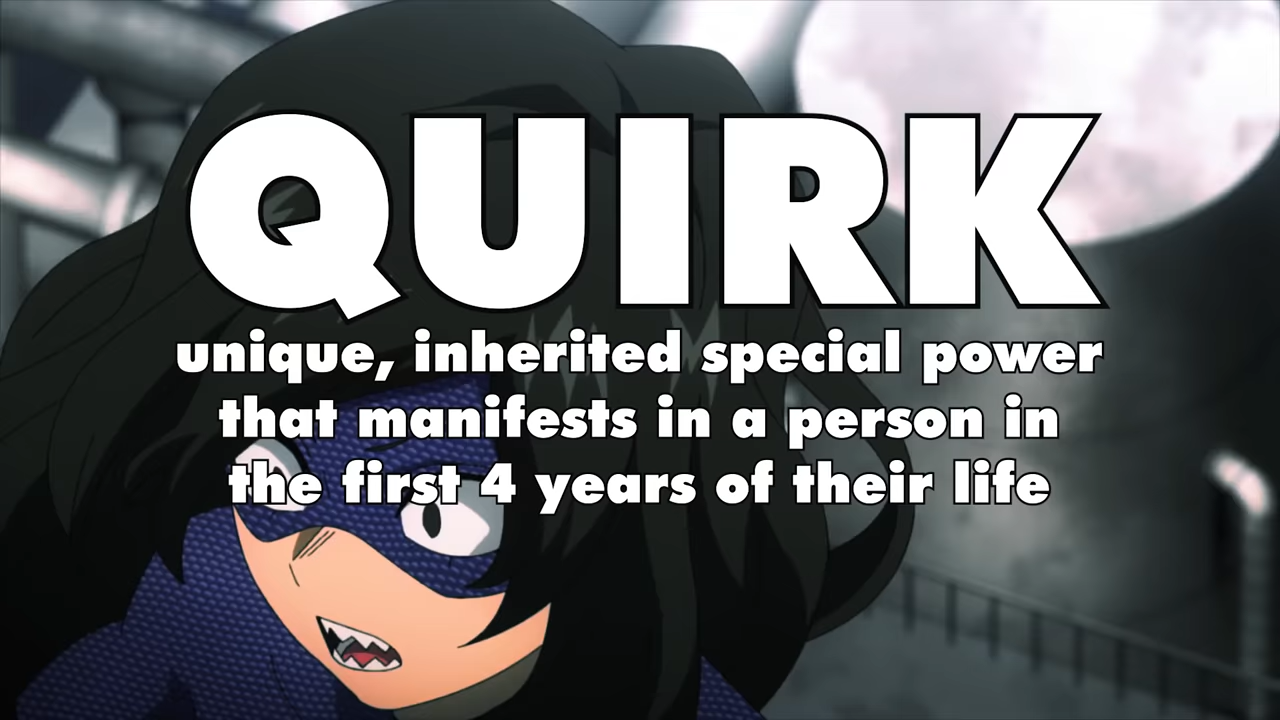 QUIRK
unique, inherited special power
that manifests in a person in
the first 4 years of their life